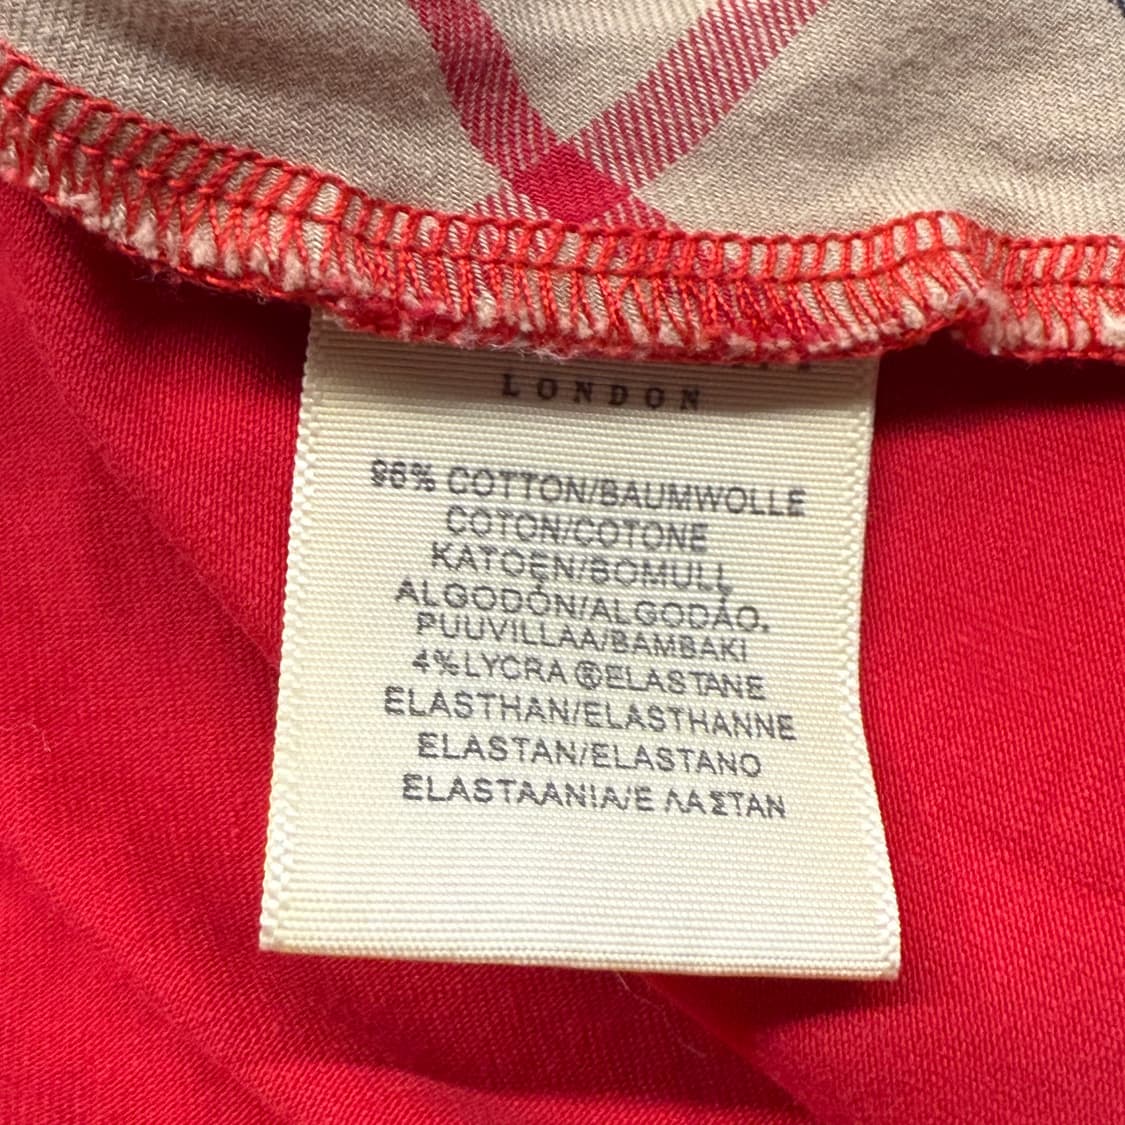 LONDON
96% COTTON/BAUMWOLLE
COTON/COTONE
KATOEN/BOMULL
ALGODÓN/ALGODÃO,
PUUVILLAA/BAMBAKI
4%LYCRA®ELASTANE
ELASTHAN/ELASTHANNE
ELASTAN/ELASTANO
ELASTAANIA/E ΛΑΣΤΑΝ